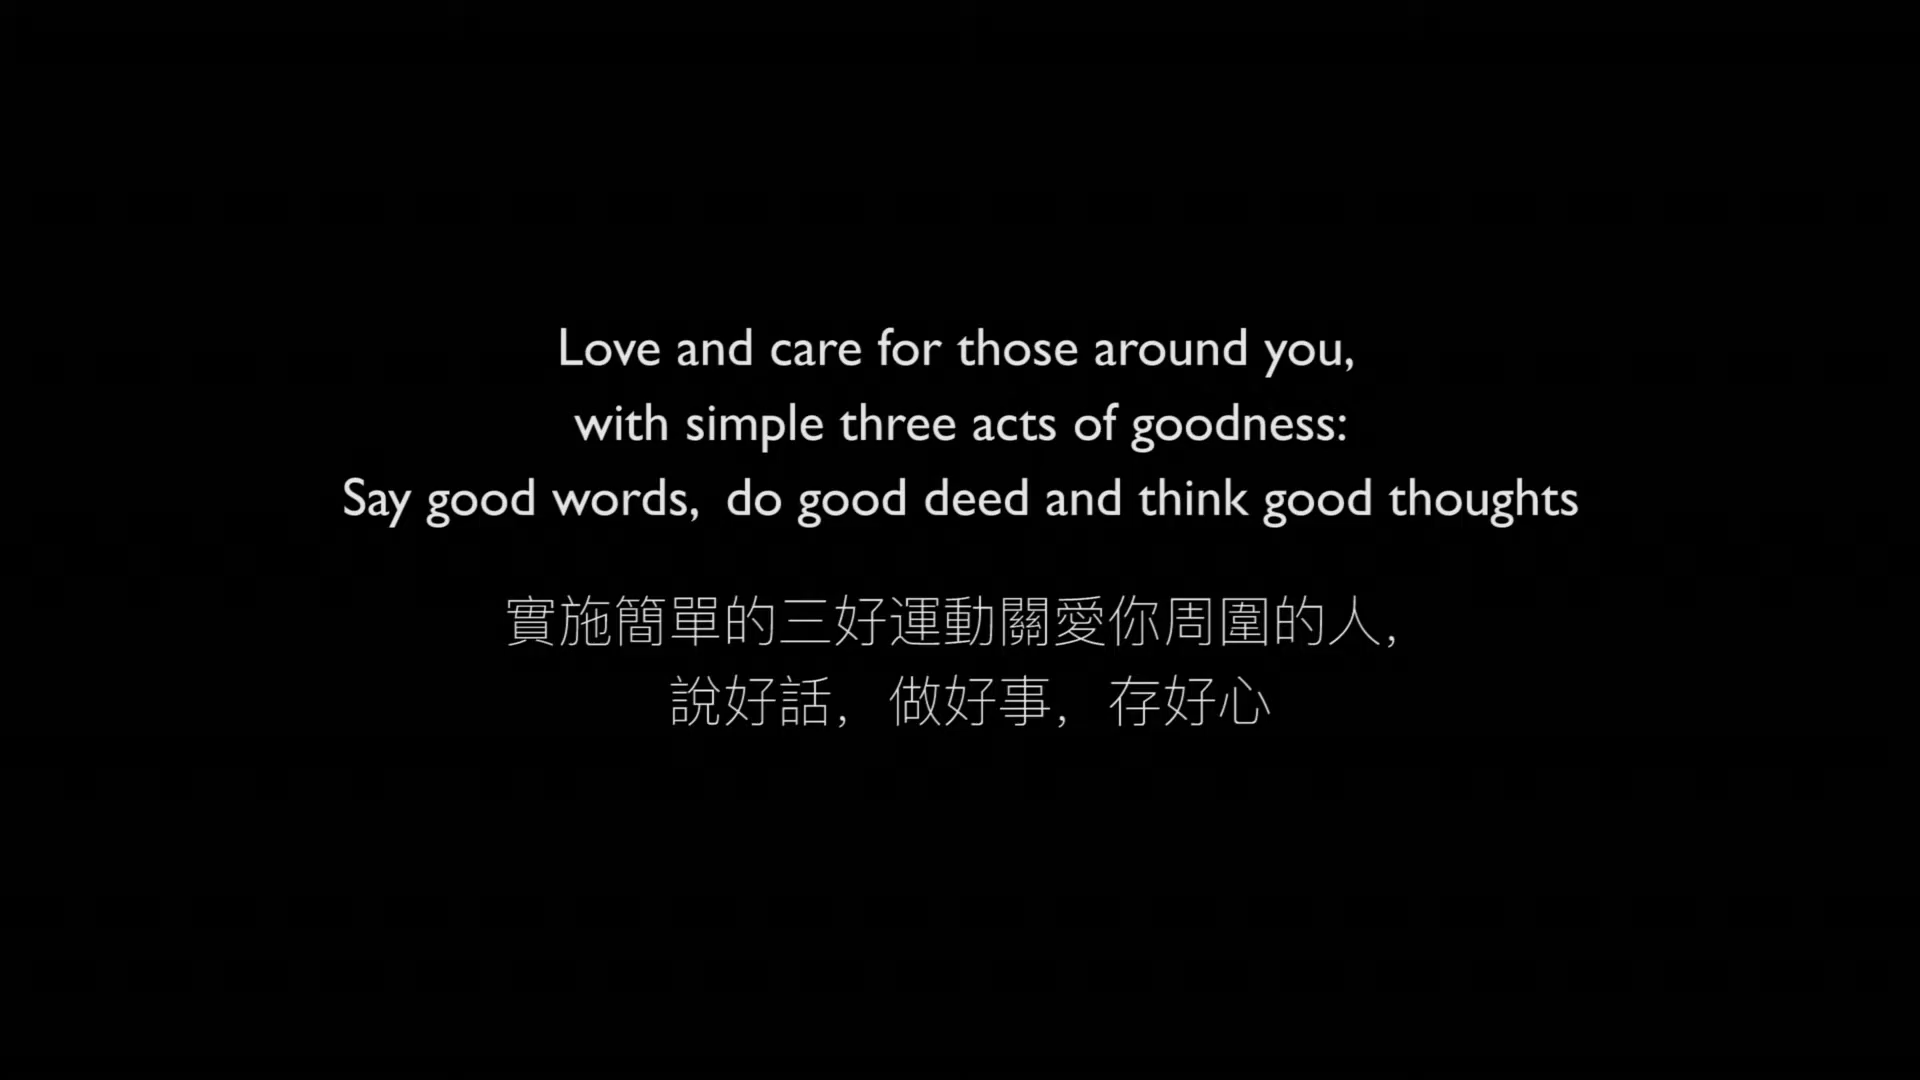 Love and care for those around you,
with simple three acts of goodness:
Say good words,  do good deed and think good thoughts
實施簡單的三好運動關愛你周圍的人,
說好話, 做好事, 存好心